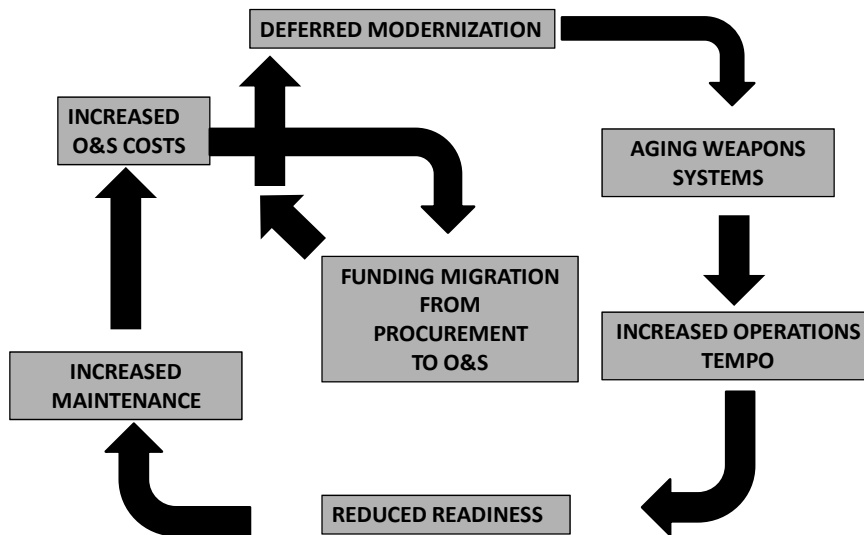 DEFERRED MODERNIZATION
INCREASED
O&S COSTS
AGING WEAPONS
SYSTEMS
FUNDING MIGRATION
FROM
PROCUREMENT
TO O&S
INCREASED OPERATIONS
TEMPO
INCREASED
MAINTENANCE
REDUCED READINESS